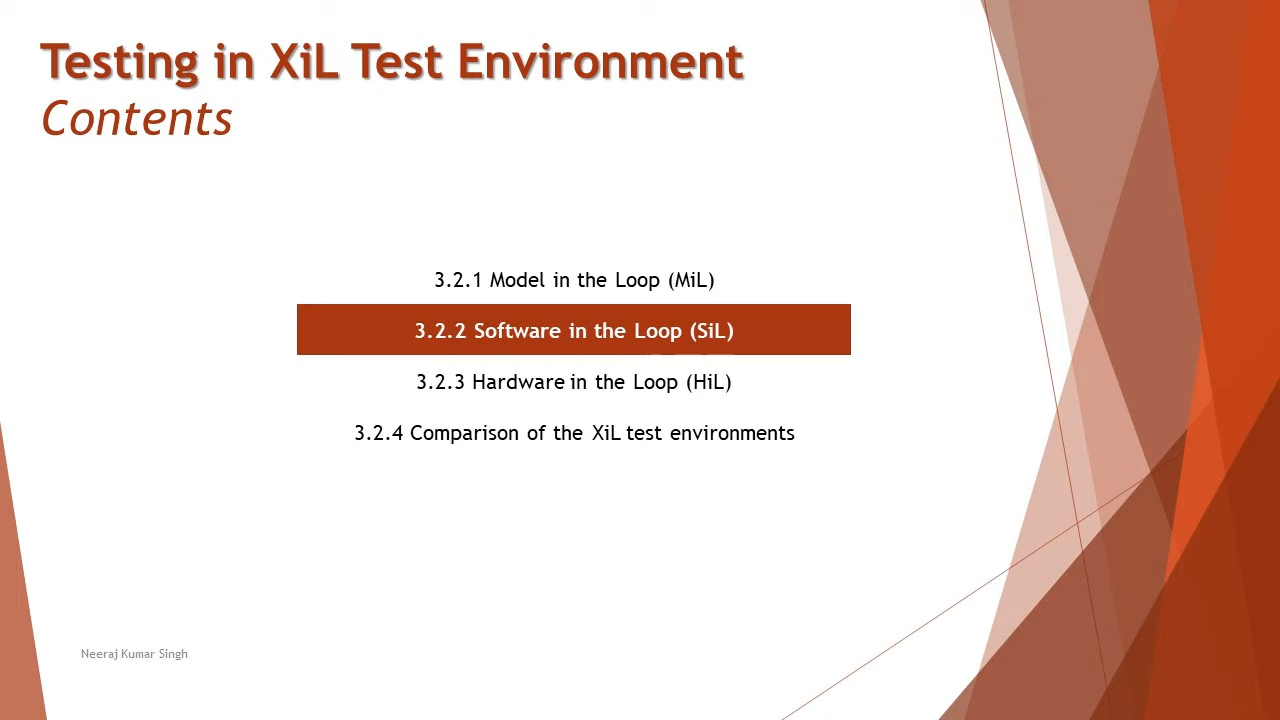 Testing in XiL Test Environment
Contents
3.2.1 Model in the Loop (MiL)
3.2.2 Software in the Loop (SiL)
3.2.3 Hardware in the Loop (HiL)
3.2.4 Comparison of the XiL test environments
Neeraj Kumar Singh